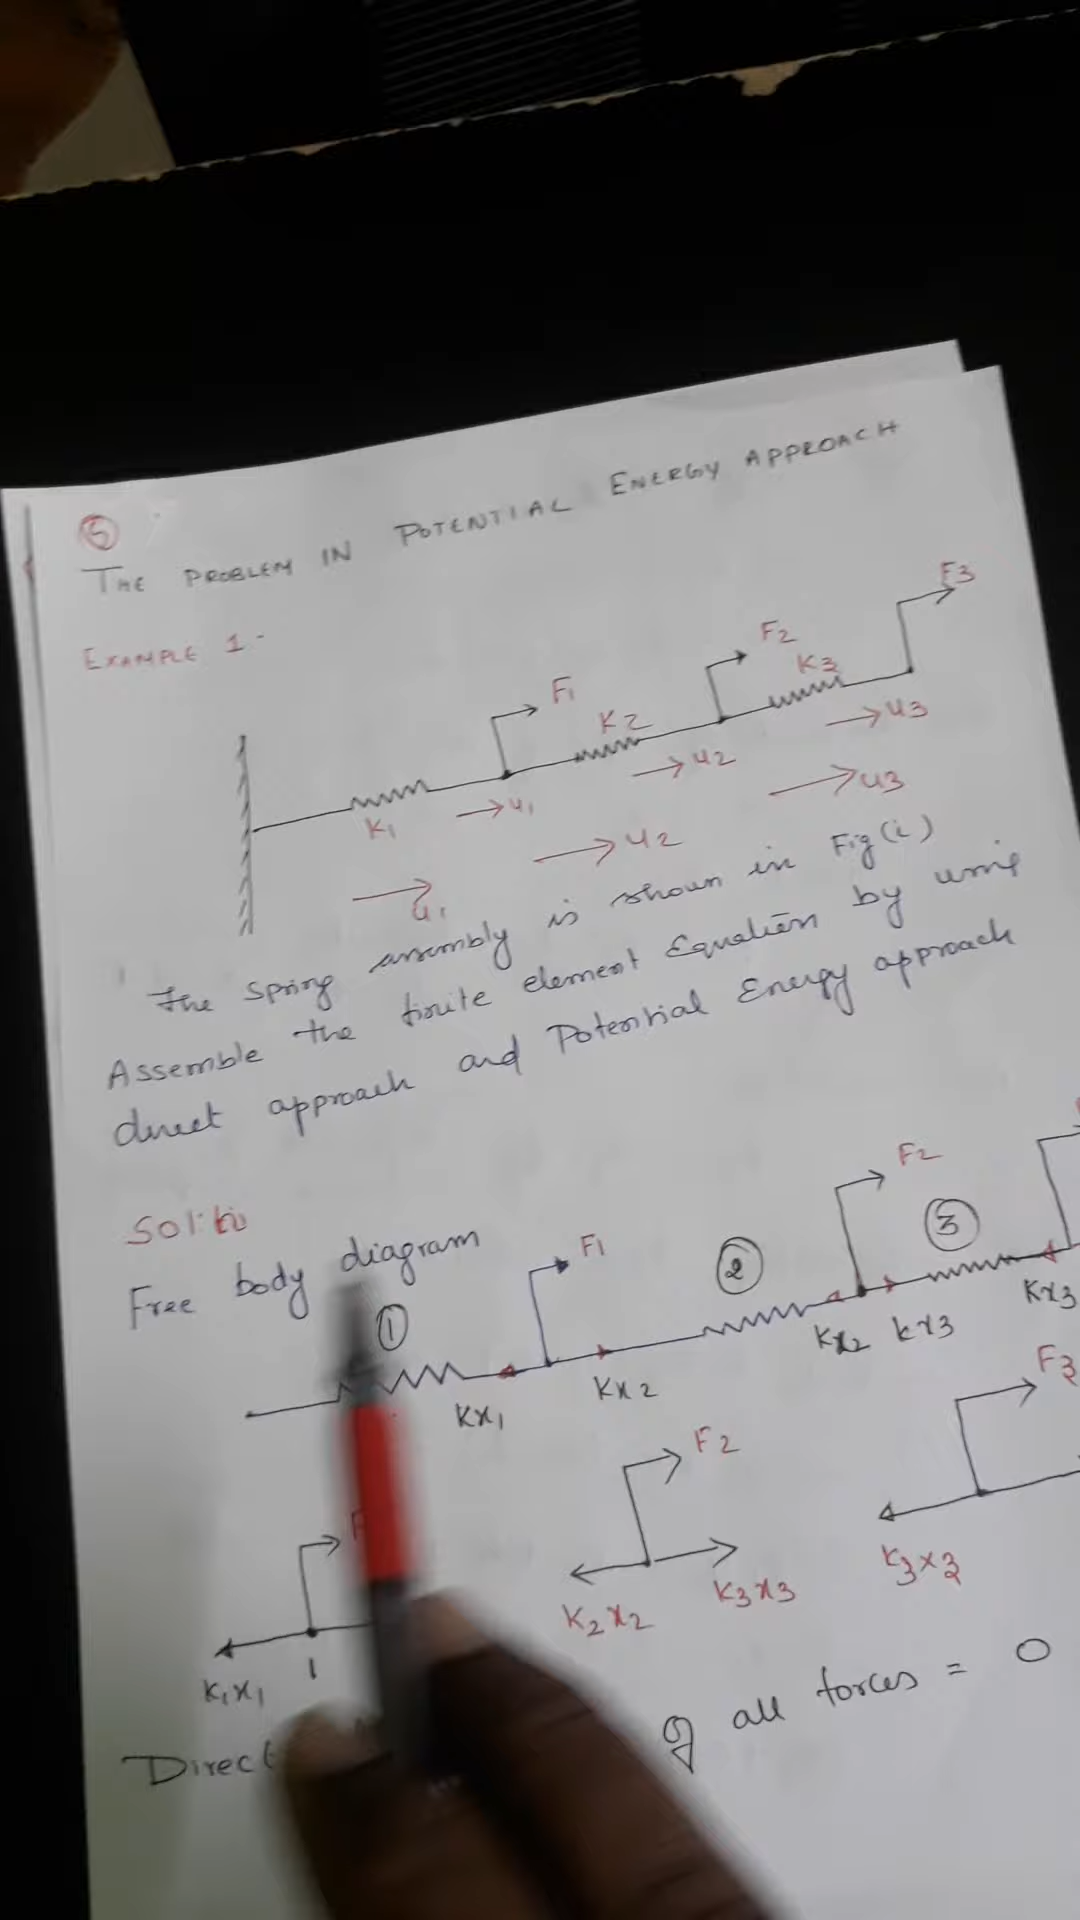 5
THE PROBLEM IN POTENTIAL ENERGY APPROACH
EXAMPLE 1 -
F1 F2 F3
K1 K2 K3
u1 u2 u3
u1 u2 u3
The spring assembly is shown in Fig(i)
Assemble the finite element Equation by using
direct approach and Potential Energy approach
Free body diagram
F1 F2
1 2 3
Kx1 Kx2 Kx2 kx3 Kx3
F2 F3
K1x1 1 K2x2 K3x3 K3x3
Direct
all forces = 0